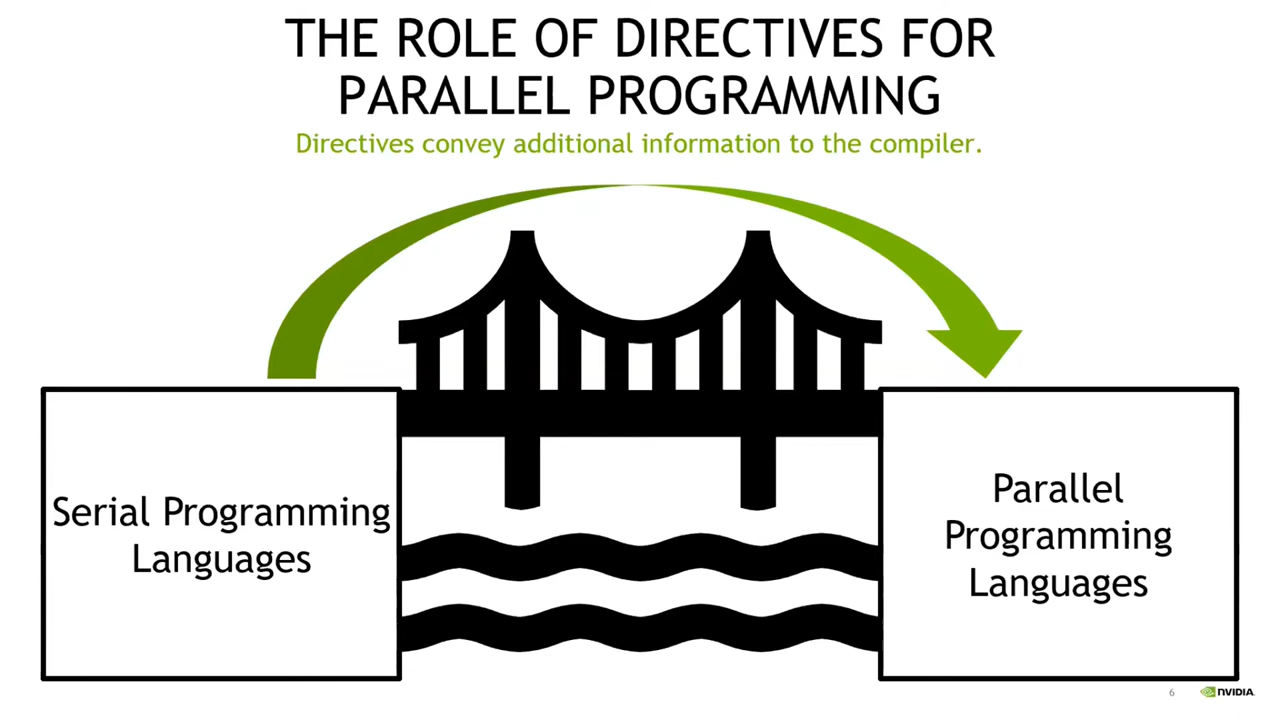 THE ROLE OF DIRECTIVES FOR
PARALLEL PROGRAMMING
Directives convey additional information to the compiler.
Serial Programming
Languages
Parallel
Programming
Languages
6
NVIDIA.